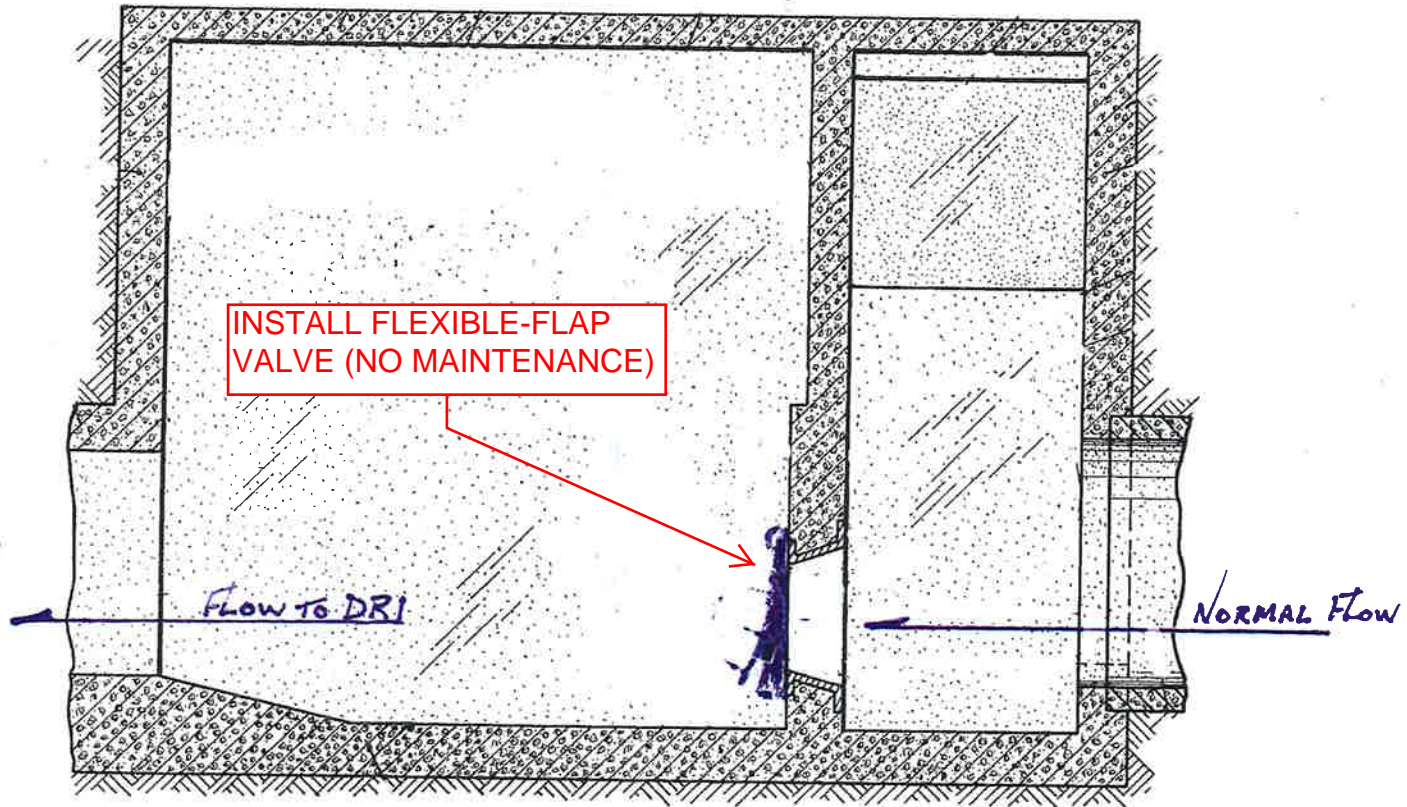 INSTALL FLEXIBLE-FLAP
VALVE (NO MAINTENANCE)
FLOW TO DRI
NORMAL FLOW